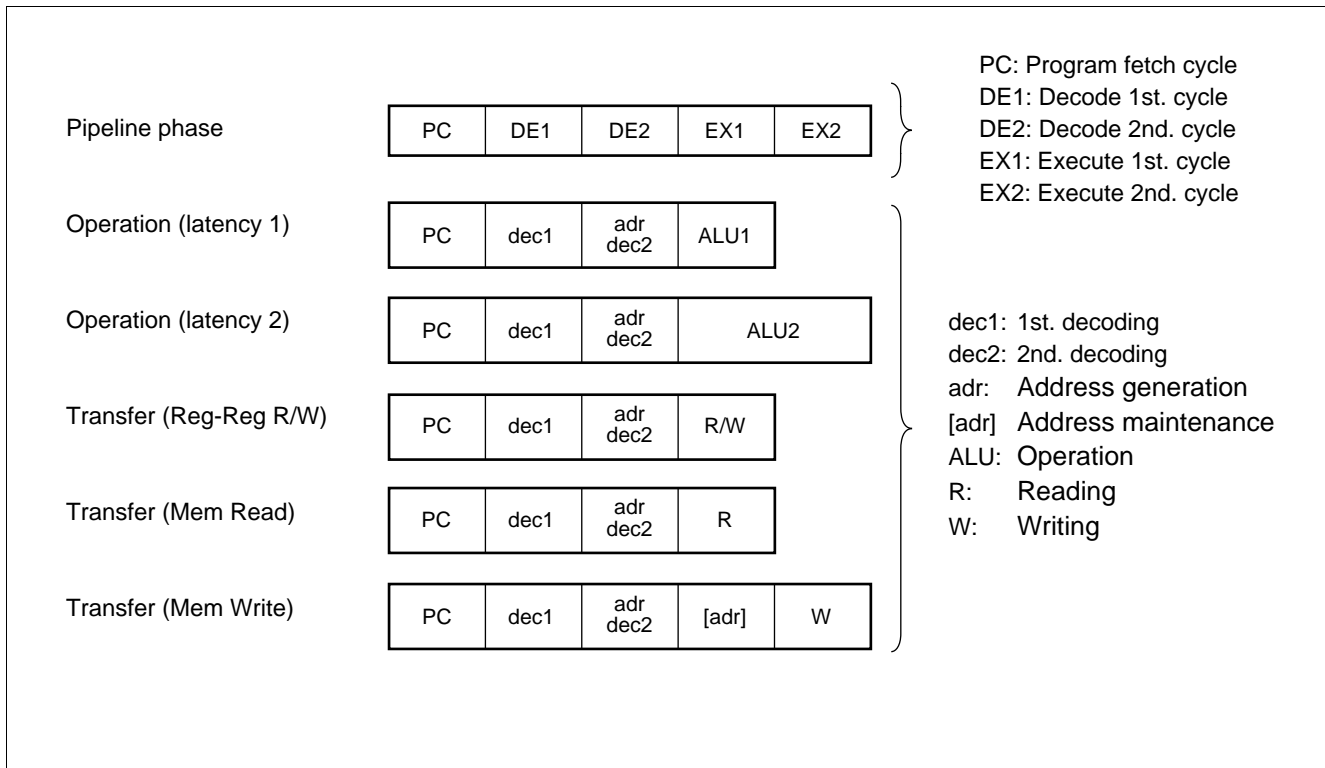 PC: Program fetch cycle
DE1: Decode 1st. cycle
DE2: Decode 2nd. cycle
EX1: Execute 1st. cycle
EX2: Execute 2nd. cycle
Pipeline phase PC DE1 DE2 EX1 EX2
Operation (latency 1) PC dec1 adr dec2 ALU1
Operation (latency 2) PC dec1 adr dec2 ALU2
Transfer (Reg-Reg R/W) PC dec1 adr dec2 R/W
Transfer (Mem Read) PC dec1 adr dec2 R
Transfer (Mem Write) PC dec1 adr dec2 [adr] W
dec1: 1st. decoding
dec2: 2nd. decoding
adr: Address generation
[adr] Address maintenance
ALU: Operation
R: Reading
W: Writing